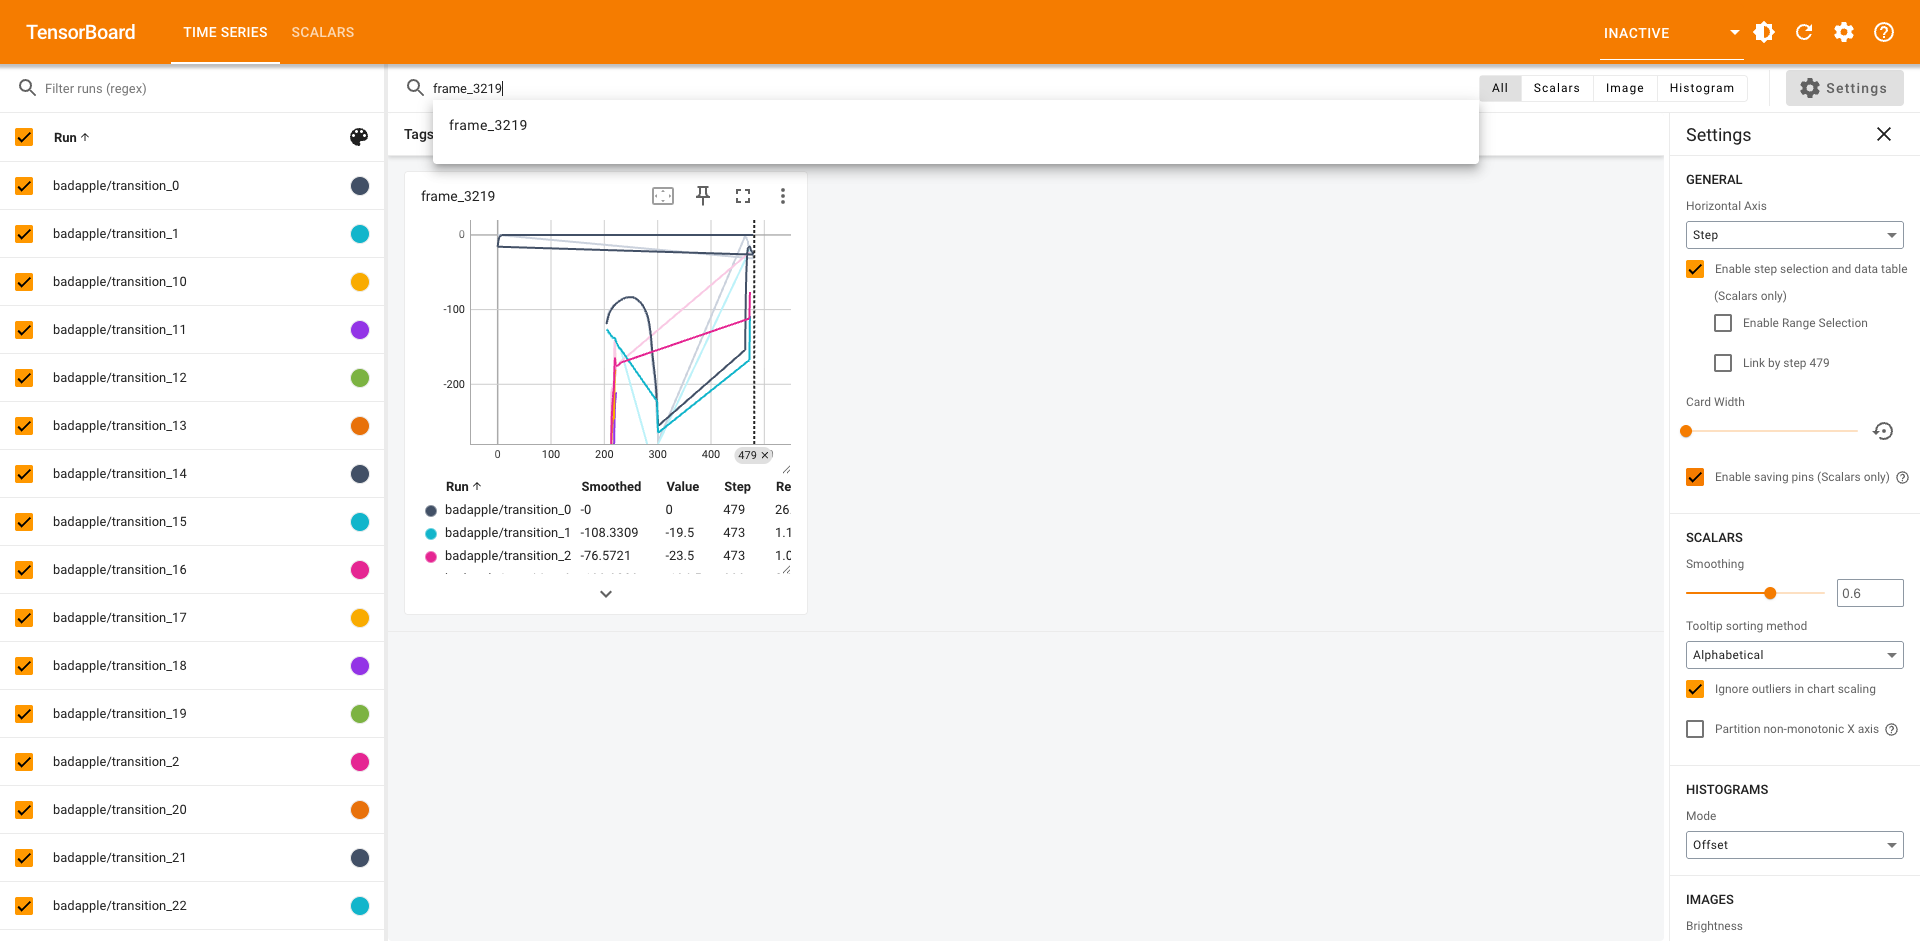 TensorBoard
TIME SERIES
SCALARS
INACTIVE
Filter runs (regex)
frame_3219
All
Scalars
Image
Histogram
Settings
frame_3219
Run
Tags
badapple/transition_0
badapple/transition_1
badapple/transition_10
badapple/transition_11
badapple/transition_12
badapple/transition_13
badapple/transition_14
badapple/transition_15
badapple/transition_16
badapple/transition_17
badapple/transition_18
badapple/transition_19
badapple/transition_2
badapple/transition_20
badapple/transition_21
badapple/transition_22
frame_3219
0
-100
-200
0 100 200 300 400 479
Run Smoothed Value Step Re
badapple/transition_0 -0 0 479 26.
badapple/transition_1 -108.3309 -19.5 473 1.1
badapple/transition_2 -76.5721 -23.5 473 1.0
Settings
GENERAL
Horizontal Axis
Step
Enable step selection and data table
(Scalars only)
Enable Range Selection
Link by step 479
Card Width
Enable saving pins (Scalars only)
SCALARS
Smoothing
0.6
Tooltip sorting method
Alphabetical
Ignore outliers in chart scaling
Partition non-monotonic X axis
HISTOGRAMS
Mode
Offset
IMAGES
Brightness